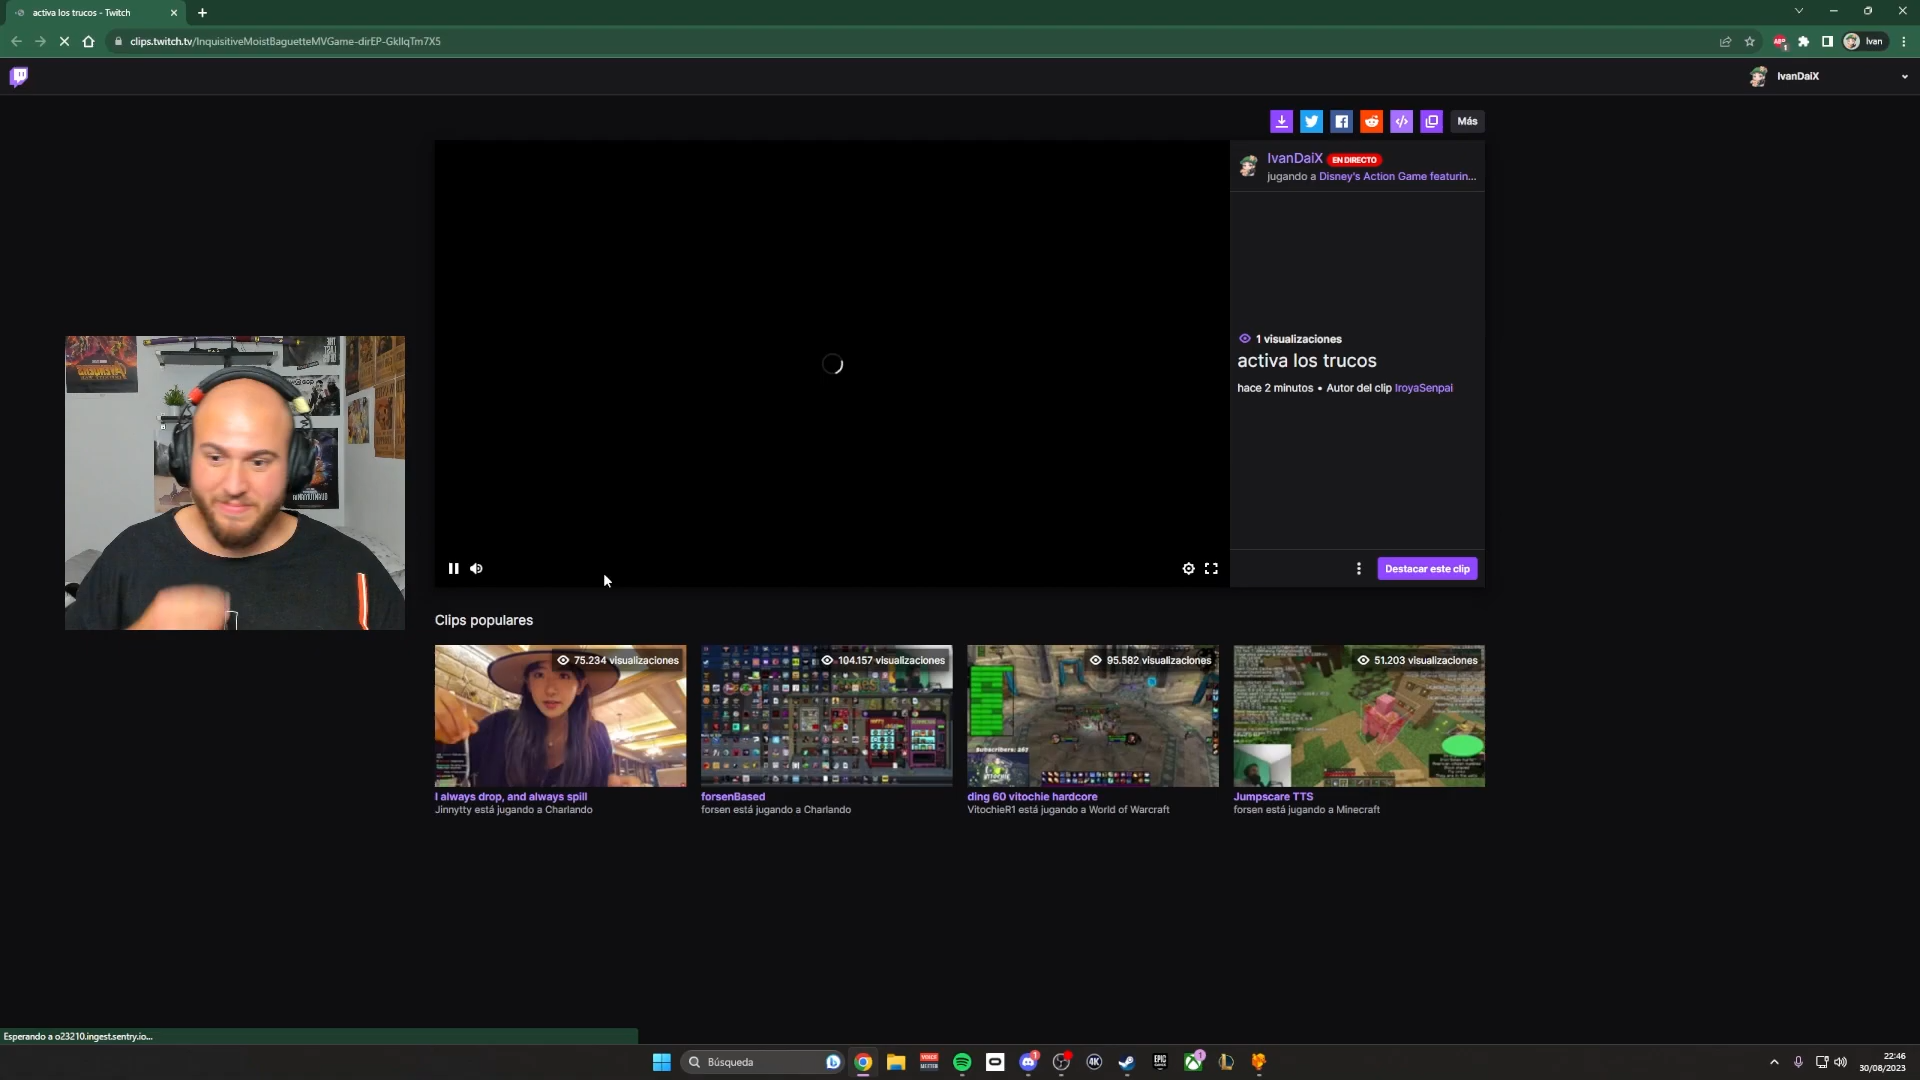 activa los trucos - Twitch
clips.twitch.tv/InquisitiveMoistBaguetteMVGame-dirEP-GkIlqTm7X5
Ivan
IvanDaiX
Más
IvanDaiX EN DIRECTO
jugando a Disney's Action Game featurin...
1 visualizaciones
activa los trucos
hace 2 minutos • Autor del clip IroyaSenpai
Destacar este clip
Clips populares
75.234 visualizaciones
104.157 visualizaciones
95.582 visualizaciones
51.203 visualizaciones
I always drop, and always spill
Jinnytty está jugando a Charlando
forsenBased
forsen está jugando a Charlando
ding 60 vitochie hardcore
VitochieR1 está jugando a World of Warcraft
Jumpscare TTS
forsen está jugando a Minecraft
Esperando a o23210.ingest.sentry.io...
Búsqueda
22:46
30/08/2023